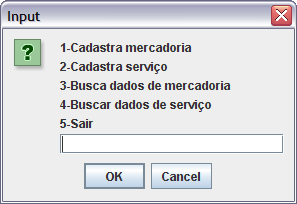 Input
1-Cadastra mercadoria
2-Cadastra serviço
3-Busca dados de mercadoria
4-Buscar dados de serviço
5-Sair
OK Cancel